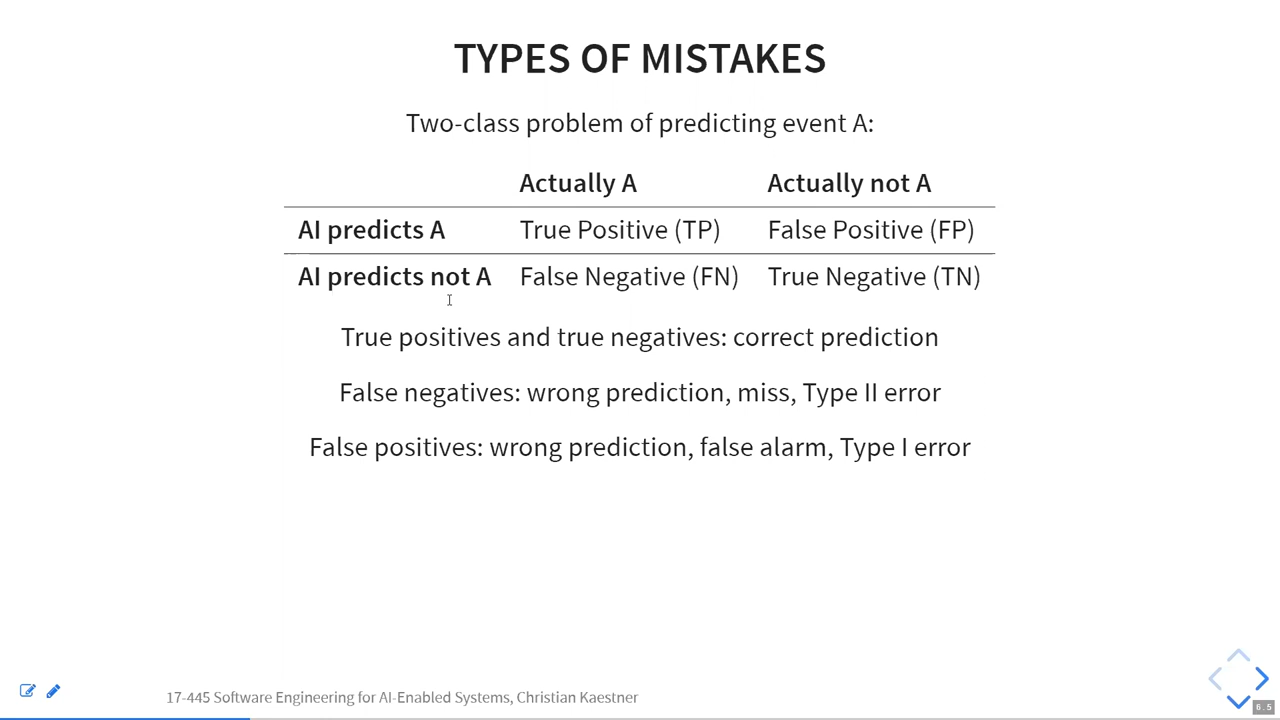 TYPES OF MISTAKES
Two-class problem of predicting event A:
Actually A Actually not A
AI predicts A True Positive (TP) False Positive (FP)
AI predicts not A False Negative (FN) True Negative (TN)
True positives and true negatives: correct prediction
False negatives: wrong prediction, miss, Type II error
False positives: wrong prediction, false alarm, Type I error
17-445 Software Engineering for AI-Enabled Systems, Christian Kaestner
6.5